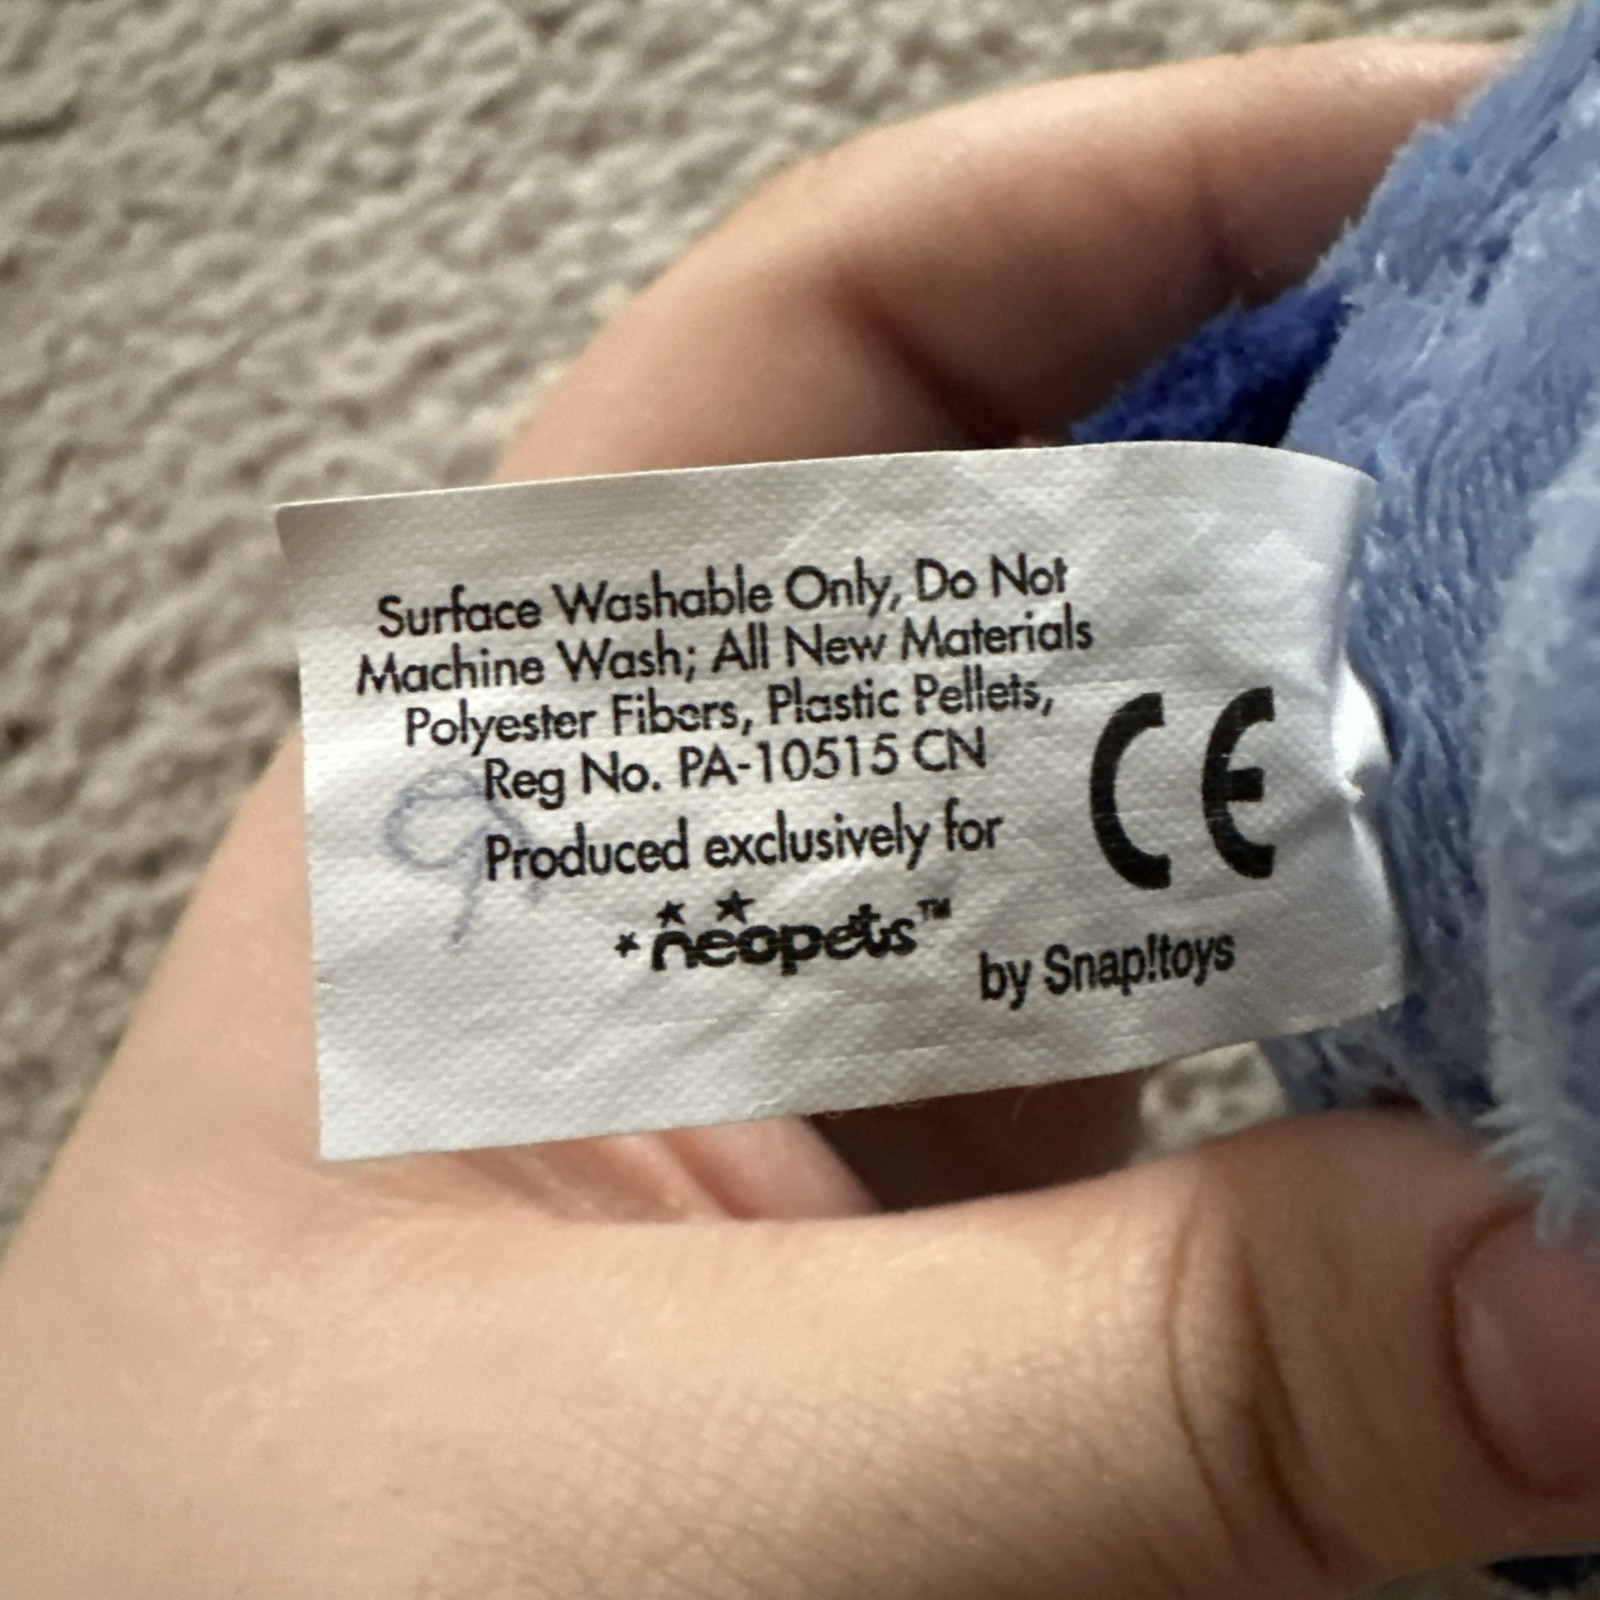 Surface Washable Only, Do Not
Machine Wash; All New Materials
Polyester Fibers, Plastic Pellets,
Reg No. PA-10515 CN
Produced exclusively for
CE
neopets™
by Snap!toys